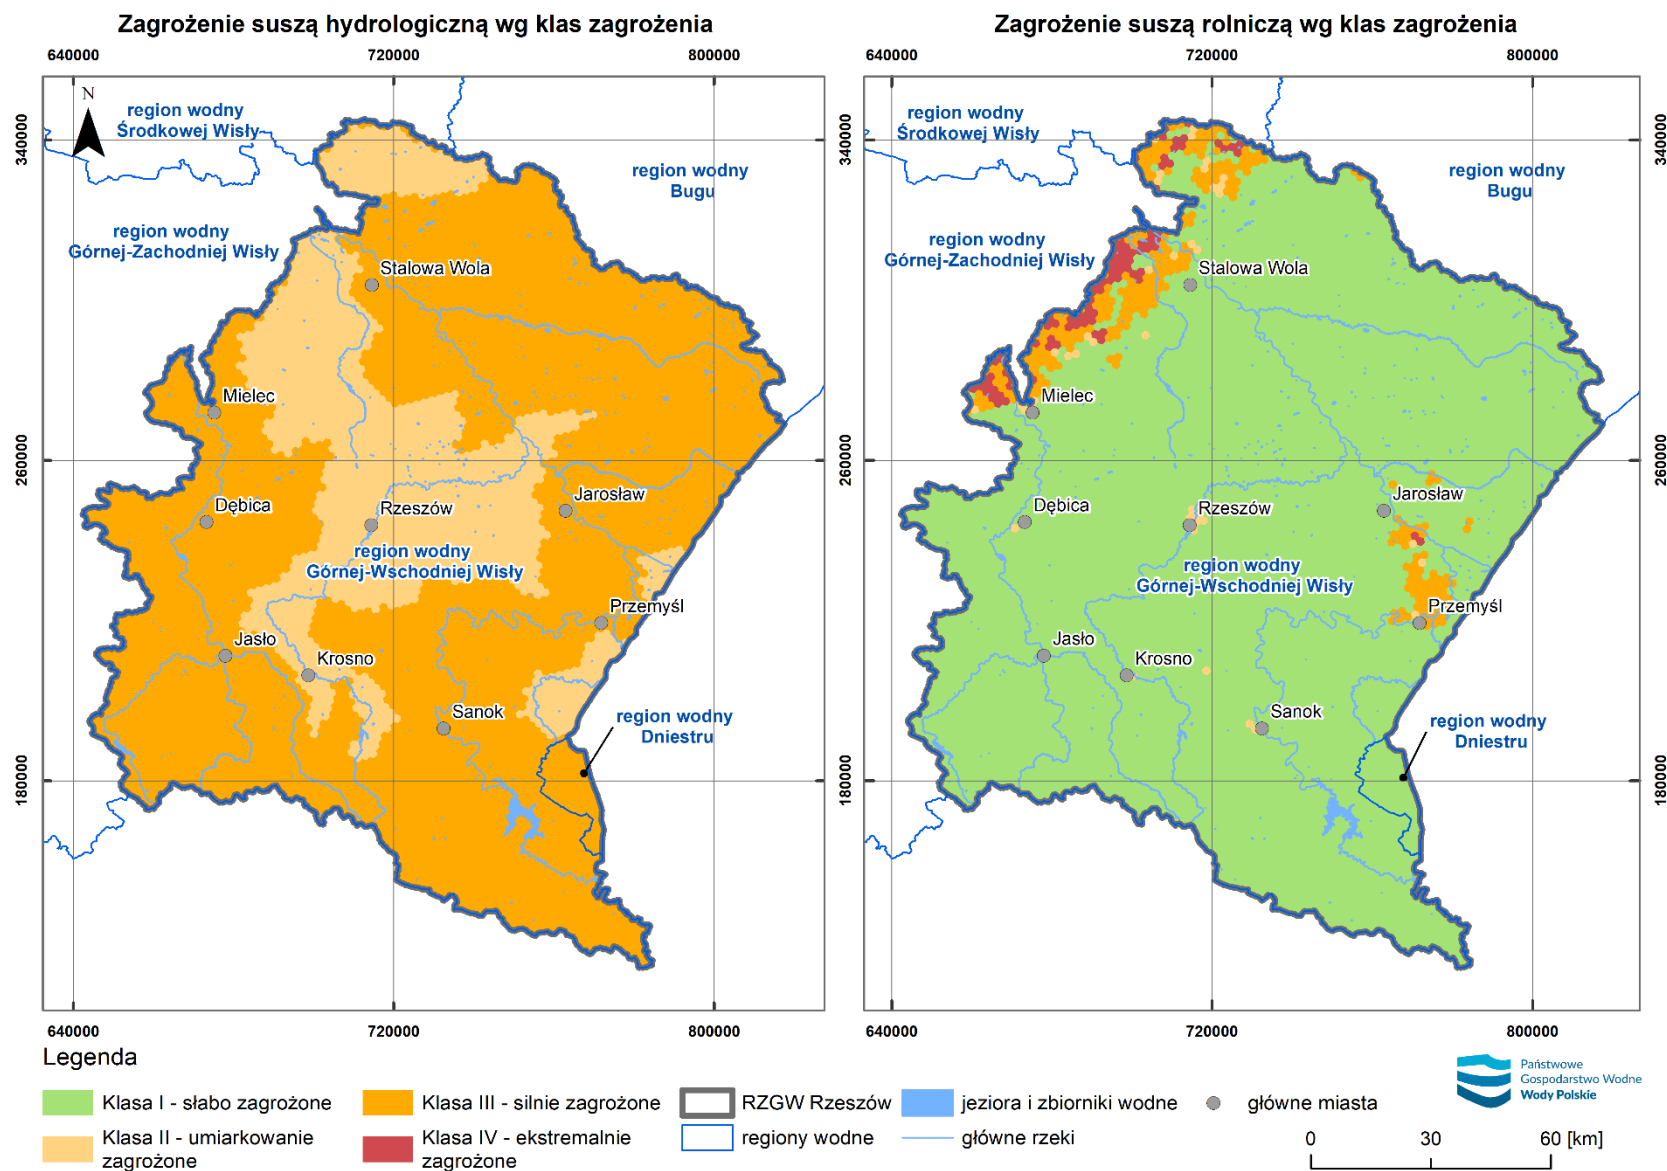 Zagrożenie suszą hydrologiczną wg klas zagrożenia
640000
720000
800000
N
340000
260000
180000
region wodny
Środkowej Wisły
region wodny
Bugu
region wodny
Górnej-Zachodniej Wisły
Stalowa Wola
Mielec
Dębica
Rzeszów
Jarosław
region wodny
Górnej-Wschodniej Wisły
Przemyśl
Jasło
Krosno
Sanok
region wodny
Dniestru
640000
720000
800000
Zagrożenie suszą rolniczą wg klas zagrożenia
640000
720000
800000
340000
260000
180000
region wodny
Środkowej Wisły
region wodny
Bugu
region wodny
Górnej-Zachodniej Wisły
Stalowa Wola
Mielec
Dębica
Rzeszów
Jarosław
region wodny
Górnej-Wschodniej Wisły
Przemyśl
Jasło
Krosno
Sanok
region wodny
Dniestru
640000
720000
800000
Legenda
Klasa I - słabo zagrożone
Klasa II - umiarkowanie
zagrożone
Klasa III - silnie zagrożone
Klasa IV - ekstremalnie
zagrożone
RZGW Rzeszów
regiony wodne
jeziora i zbiorniki wodne
główne rzeki
główne miasta
0
30
60 [km]
Państwowe
Gospodarstwo Wodne
Wody Polskie